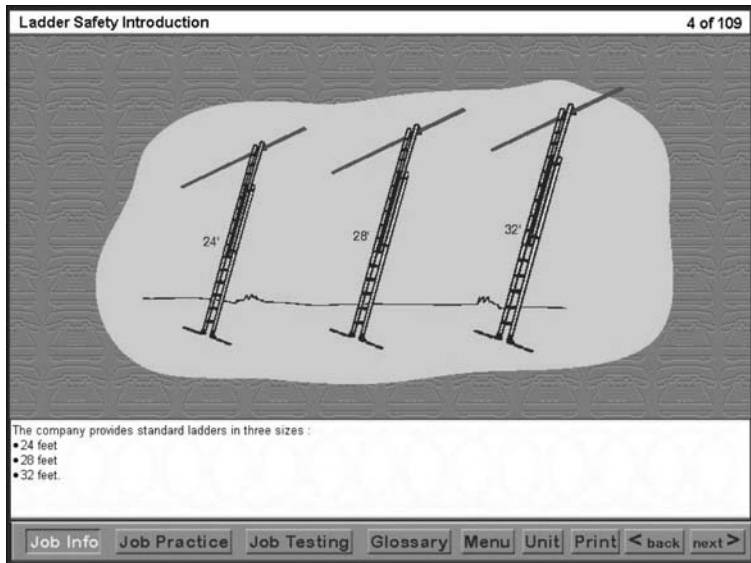 Ladder Safety Introduction 4 of 109
24'
28'
32'
The company provides standard ladders in three sizes :
•24 feet
•28 feet
•32 feet.
Job Info Job Practice Job Testing Glossary Menu Unit Print < back next >